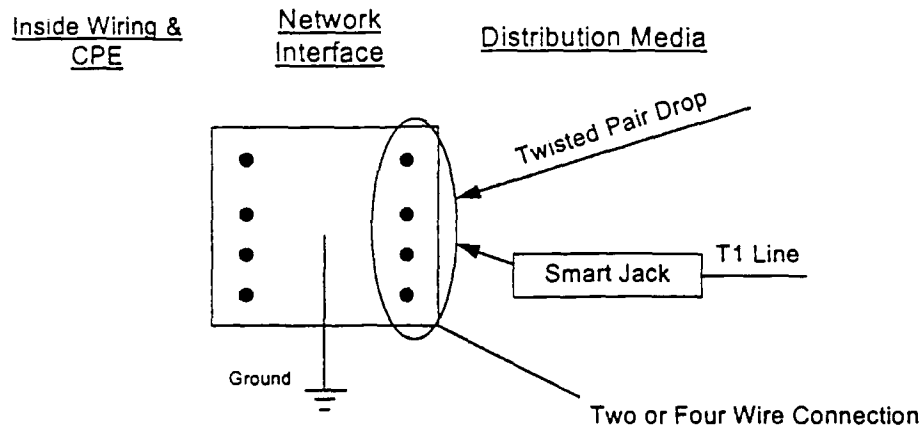 Inside Wiring &
CPE
Network
Interface
Distribution Media
Twisted Pair Drop
Smart Jack
T1 Line
Ground
Two or Four Wire Connection